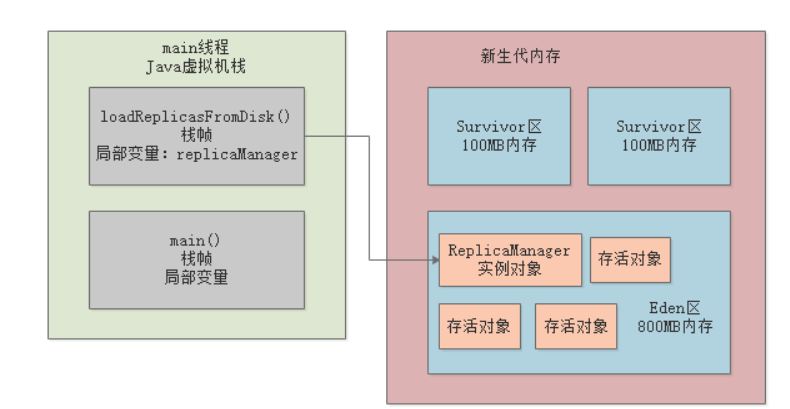 main线程
Java虚拟机栈
loadReplicasFromDisk()
栈帧
局部变量：replicaManager
main()
栈帧
局部变量
新生代内存
Survivor区
100MB内存
Survivor区
100MB内存
ReplicaManager
实例对象
存活对象
存活对象
存活对象
Eden区
800MB内存